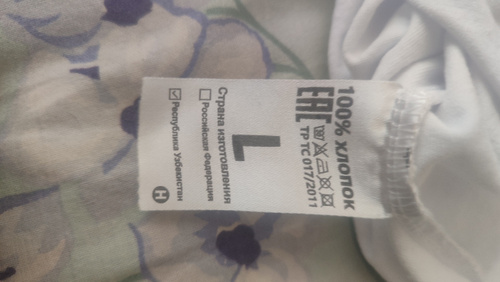 100% ХЛОПОК
EAC
ТР ТС 017/2011
L
Страна изготовления
Российская Федерация
Республика Узбекистан
Н